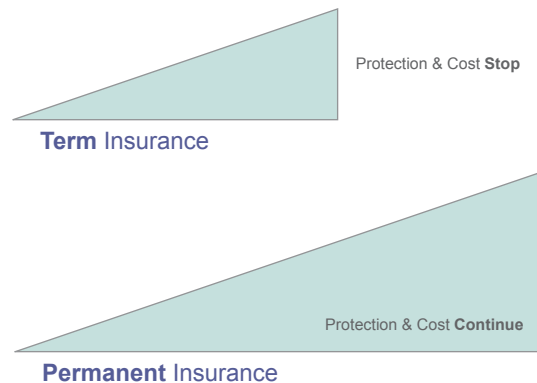 Protection & Cost Stop
Term Insurance
Protection & Cost Continue
Permanent Insurance